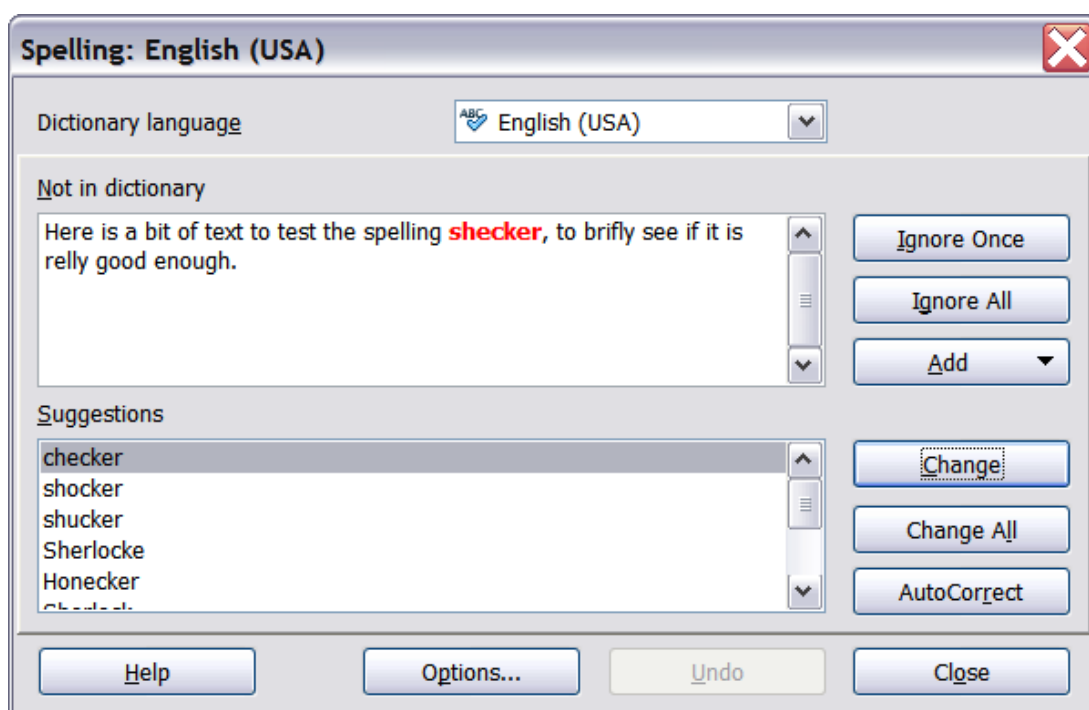 Spelling: English (USA)
Dictionary language
ABC English (USA)
Not in dictionary
Here is a bit of text to test the spelling shecker, to brifly see if it is
relly good enough.
Ignore Once
Ignore All
Add
Suggestions
checker
shocker
shucker
Sherlocke
Honecker
Change
Change All
AutoCorrect
Help
Options...
Undo
Close